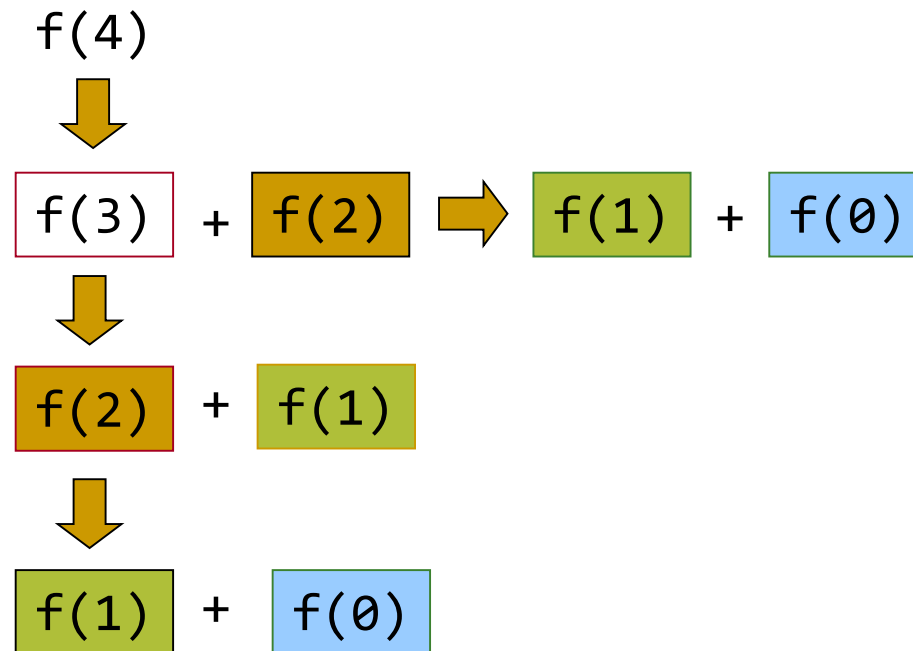 f(4)
f(3) + f(2) f(1) + f(0)
f(2) + f(1)
f(1) + f(0)